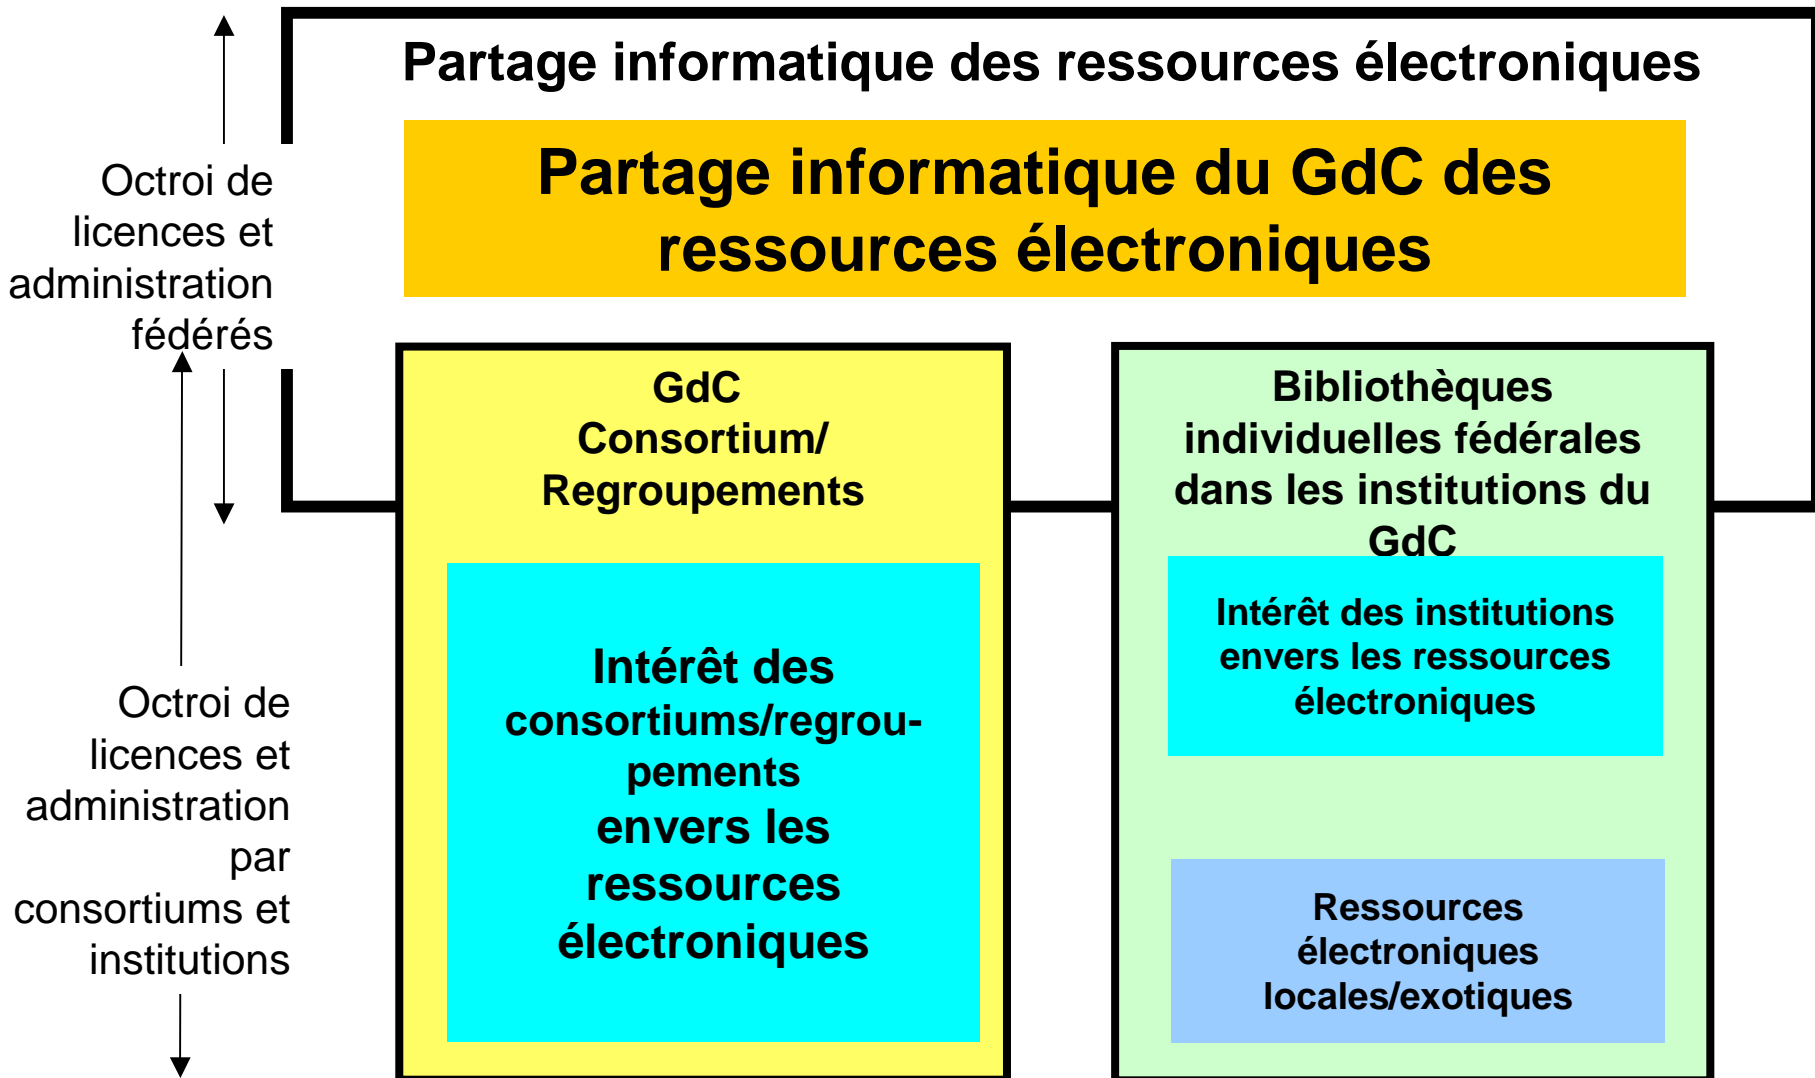 Partage informatique des ressources électroniques
Partage informatique du GdC des
ressources électroniques
Octroi de
licences et
administration
fédérés
GdC
Consortium/
Regroupements
Bibliothèques
individuelles fédérales
dans les institutions du
GdC
Intérêt des
consortiums/regrou-
pements
envers les
ressources
électroniques
Intérêt des institutions
envers les ressources
électroniques
Octroi de
licences et
administration
par
consortiums et
institutions
Ressources
électroniques
locales/exotiques